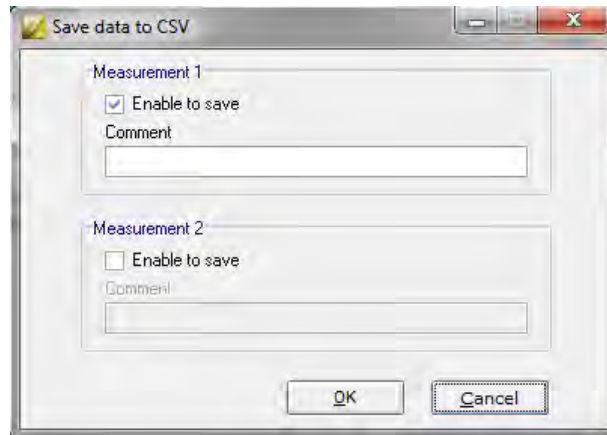 Save data to CSV
Measurement 1
Enable to save
Comment
Measurement 2
Enable to save
Comment
OK Cancel